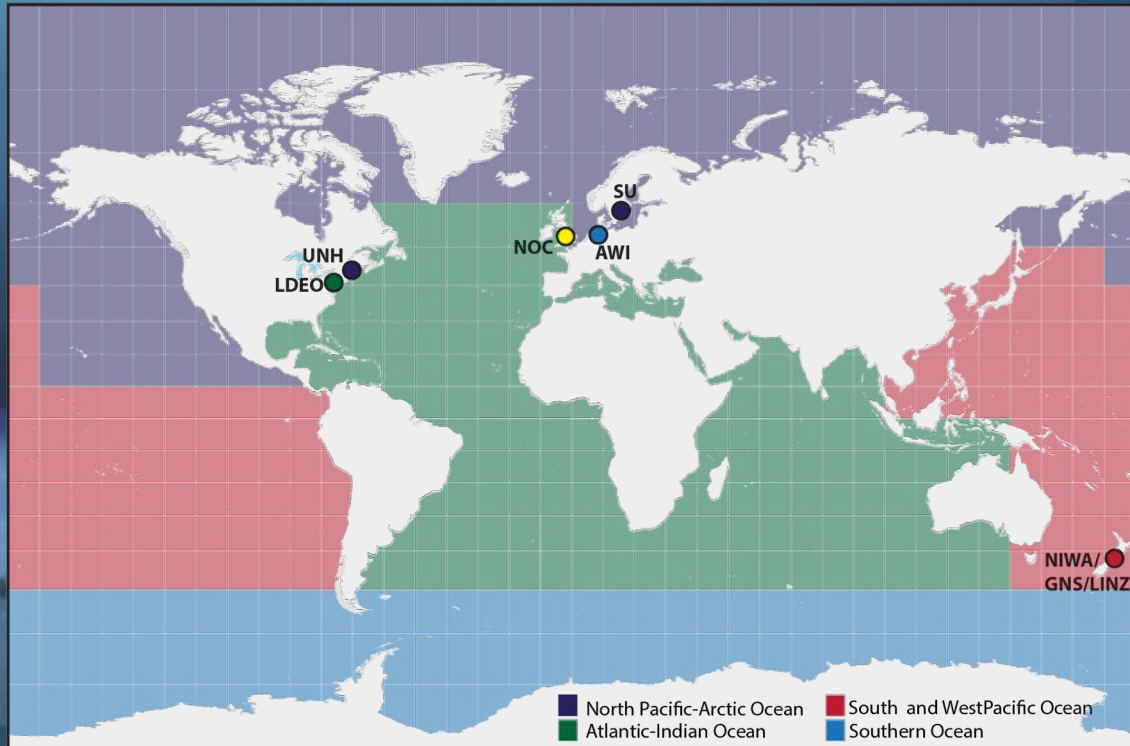 SU
NOC
AWI
UNH
LDEO
NIWA/
GNS/LINZ
North Pacific-Arctic Ocean
South and WestPacific Ocean
Atlantic-Indian Ocean
Southern Ocean